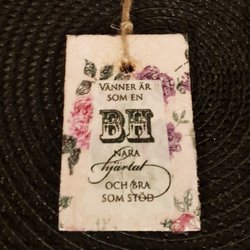 VÄNNER ÄR
SOM EN
BH
NÄRA
hjärtat
OCH BRA
SOM STÖD